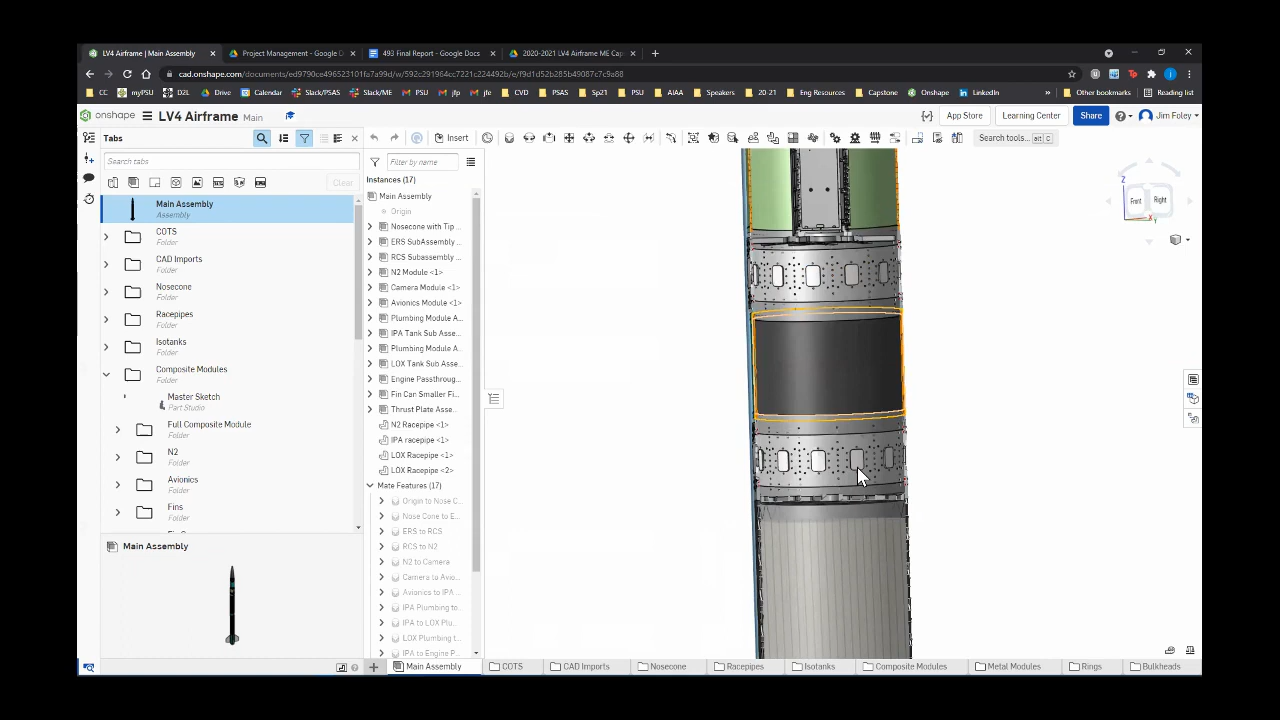 LV4 Airframe | Main Assembly
Project Management - Google D
493 Final Report - Google Docs
2020-2021 LV4 Airframe ME Cap
cad.onshape.com/documents/ed9790ce496523101fa7a99d/w/592c291964cc7221c224492b/e/f9d1d52b285b49087c7c9a88
CC myPSU D2L Drive Calendar Slack/PSAS Slack/ME PSU jfp jfe CVD PSAS Sp21 PSU AIAA Speakers 20-21 Eng Resources Capstone Onshape LinkedIn » Other bookmarks Reading list
onshape LV4 Airframe Main App Store Learning Center Share Jim Foley
Tabs
Insert
Search tools... alt C
Search tabs
Clear
Main Assembly
Assembly
COTS
Folder
CAD Imports
Folder
Nosecone
Folder
Racepipes
Folder
Isotanks
Folder
Composite Modules
Folder
Master Sketch
Part Studio
Full Composite Module
Folder
N2
Folder
Avionics
Folder
Fins
Folder
Main Assembly
Filter by name
Instances (17)
Main Assembly
Origin
Nosecone with Tip ...
ERS SubAssembly ...
RCS Subassembly ...
N2 Module <1>
Camera Module <1>
Avionics Module <1>
Plumbing Module A...
IPA Tank Sub Asse...
Plumbing Module A...
LOX Tank Sub Asse...
Engine Passthroug...
Fin Can Smaller Fi...
Thrust Plate Asse...
N2 Racepipe <1>
IPA racepipe <1>
LOX Racepipe <1>
LOX Racepipe <2>
Mate Features (17)
Origin to Nose C...
Nose Cone to E...
ERS to RCS
RCS to N2
N2 to Camera
Camera to Avio...
Avionics to IPA ...
IPA Plumbing to...
IPA to LOX Plu...
LOX Plumbing t...
IPA to Engine P...
Z
Front
Right
X
Y
Main Assembly COTS CAD Imports Nosecone Racepipes Isotanks Composite Modules Metal Modules Rings Bulkheads